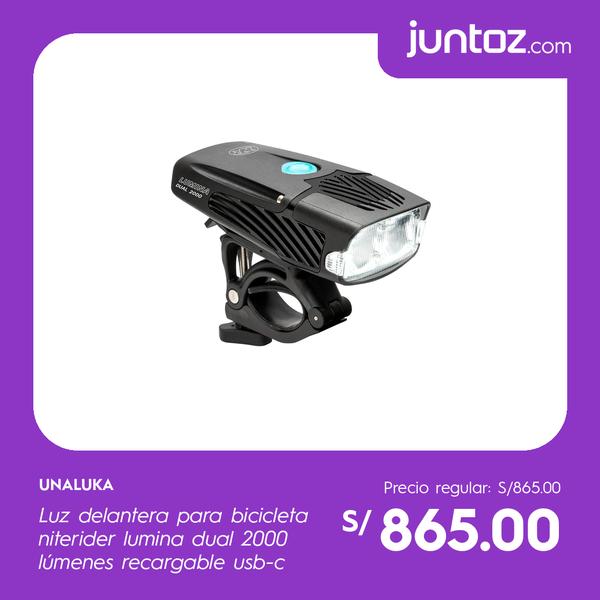 juntoz.com
LUMINA
DUAL 2000
UNALUKA
Luz delantera para bicicleta
niterider lumina dual 2000
lúmenes recargable usb-c
Precio regular: S/865.00
S/ 865.00